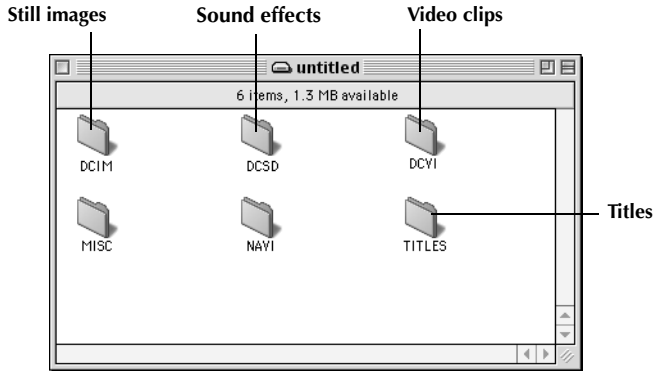 Still images Sound effects Video clips
untitled
6 items, 1.3 MB available
DCIM DCSD DCVI
Titles
MISC NAVI TITLES